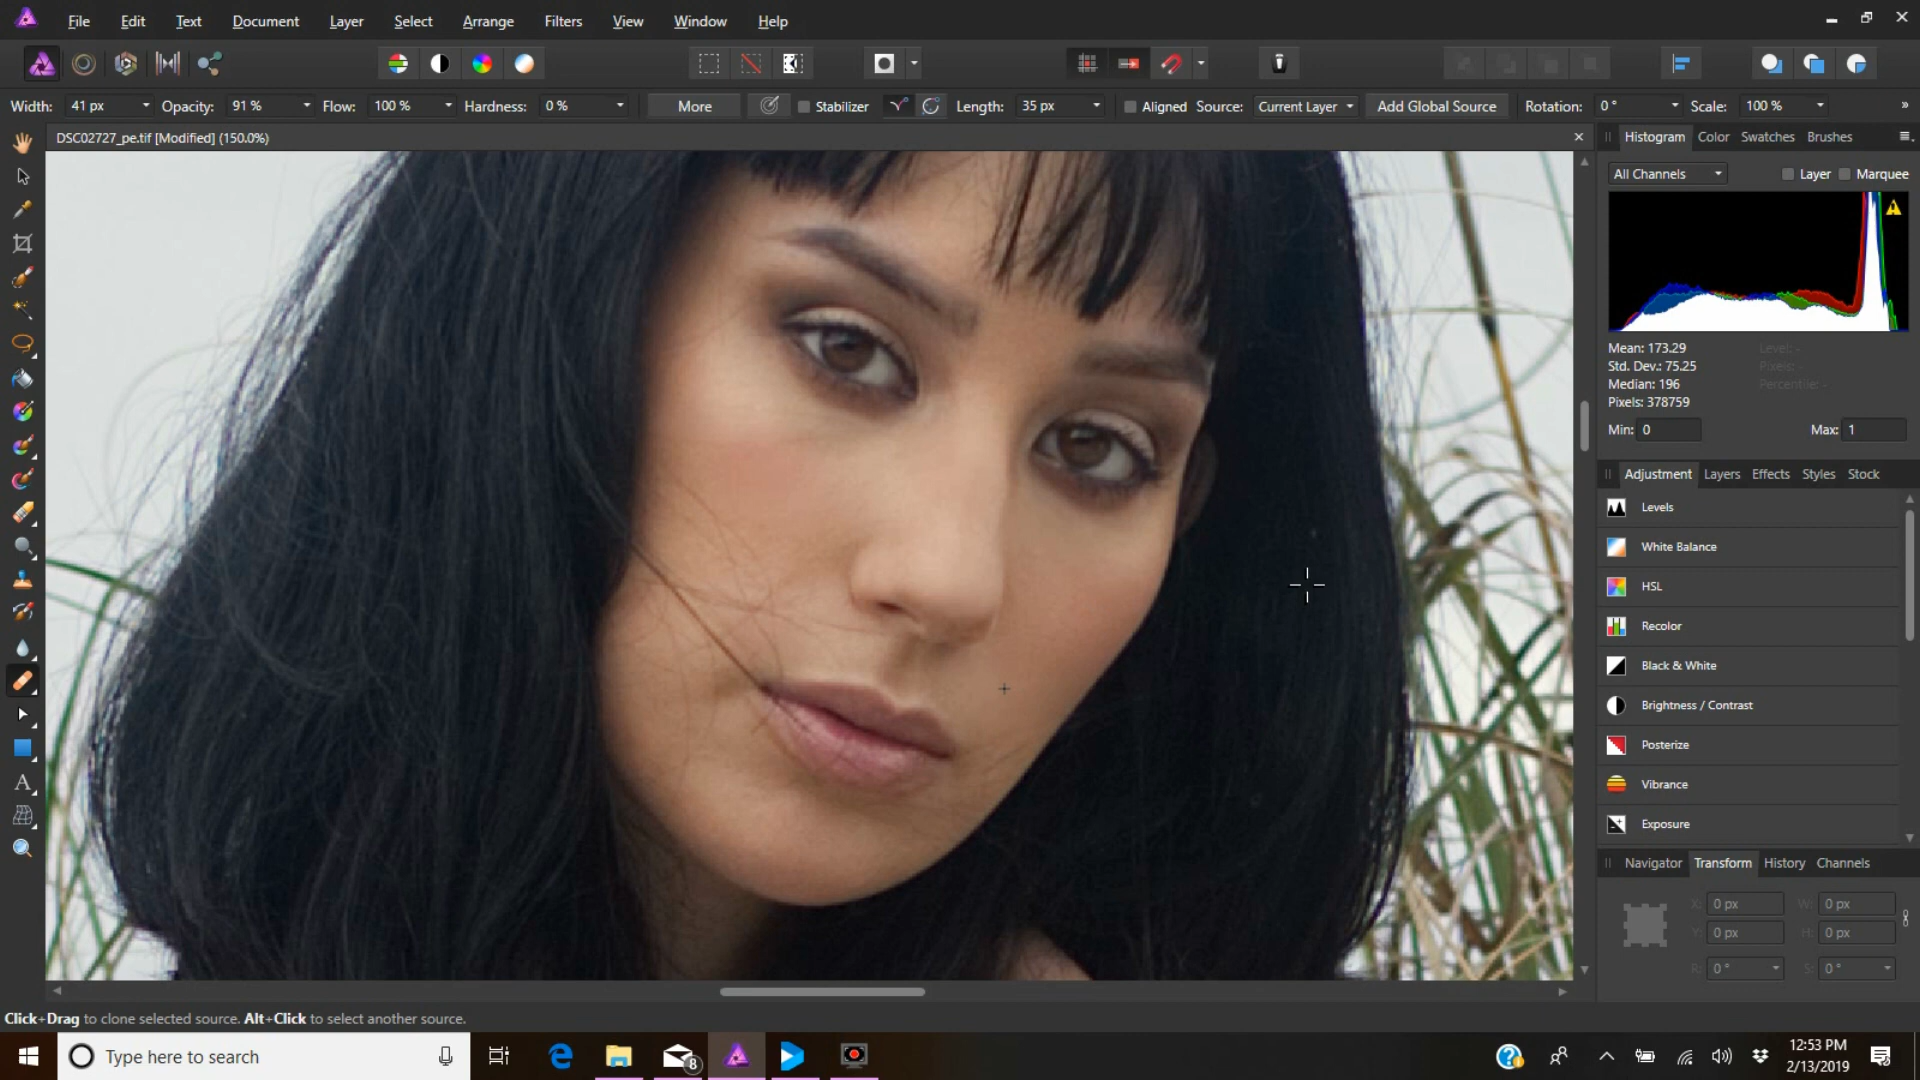 File Edit Text Document Layer Select Arrange Filters View Window Help
Width: 41 px Opacity: 91 % Flow: 100 % Hardness: 0 % More Stabilizer Length: 35 px Aligned Source: Current Layer Add Global Source Rotation: 0 ° Scale: 100 % »
DSC02727_pe.tif [Modified] (150.0%)
Histogram Color Swatches Brushes
All Channels Layer Marquee
Mean: 173.29 Level: -
Std. Dev.: 75.25 Pixels: -
Median: 196 Percentile: -
Pixels: 378759
Min: 0 Max: 1
Adjustment Layers Effects Styles Stock
Levels
White Balance
HSL
Recolor
Black & White
Brightness / Contrast
Posterize
Vibrance
Exposure
Navigator Transform History Channels
X: 0 px W: 0 px
Y: 0 px H: 0 px
R: 0 ° S: 0 °
Click+Drag to clone selected source. Alt+Click to select another source.
Type here to search
8
12:53 PM
2/13/2019